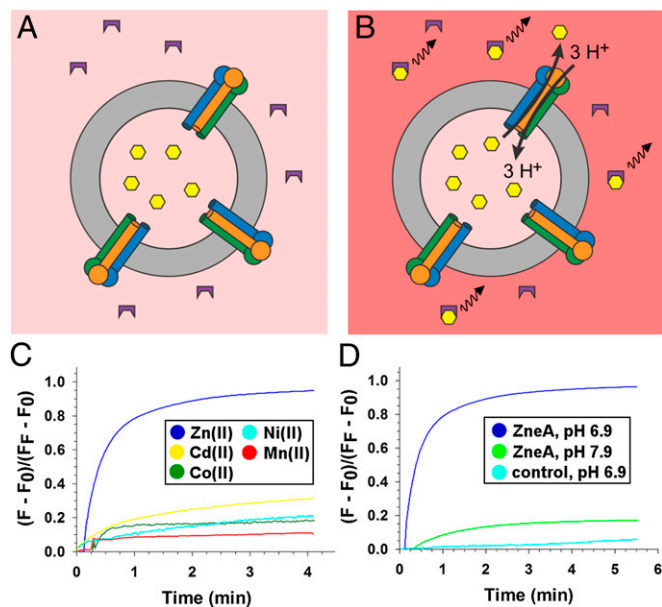 A
B
3 H⁺
3 H⁺
C
D
(F - F₀)/(F_F - F₀)
1.0
0.8
0.6
0.4
0.2
0.0
Zn(II) Ni(II)
Cd(II) Mn(II)
Co(II)
0 1 2 3 4
Time (min)
(F - F₀)/(F_F - F₀)
1.0
0.8
0.6
0.4
0.2
0.0
ZneA, pH 6.9
ZneA, pH 7.9
control, pH 6.9
0 1 2 3 4 5 6
Time (min)